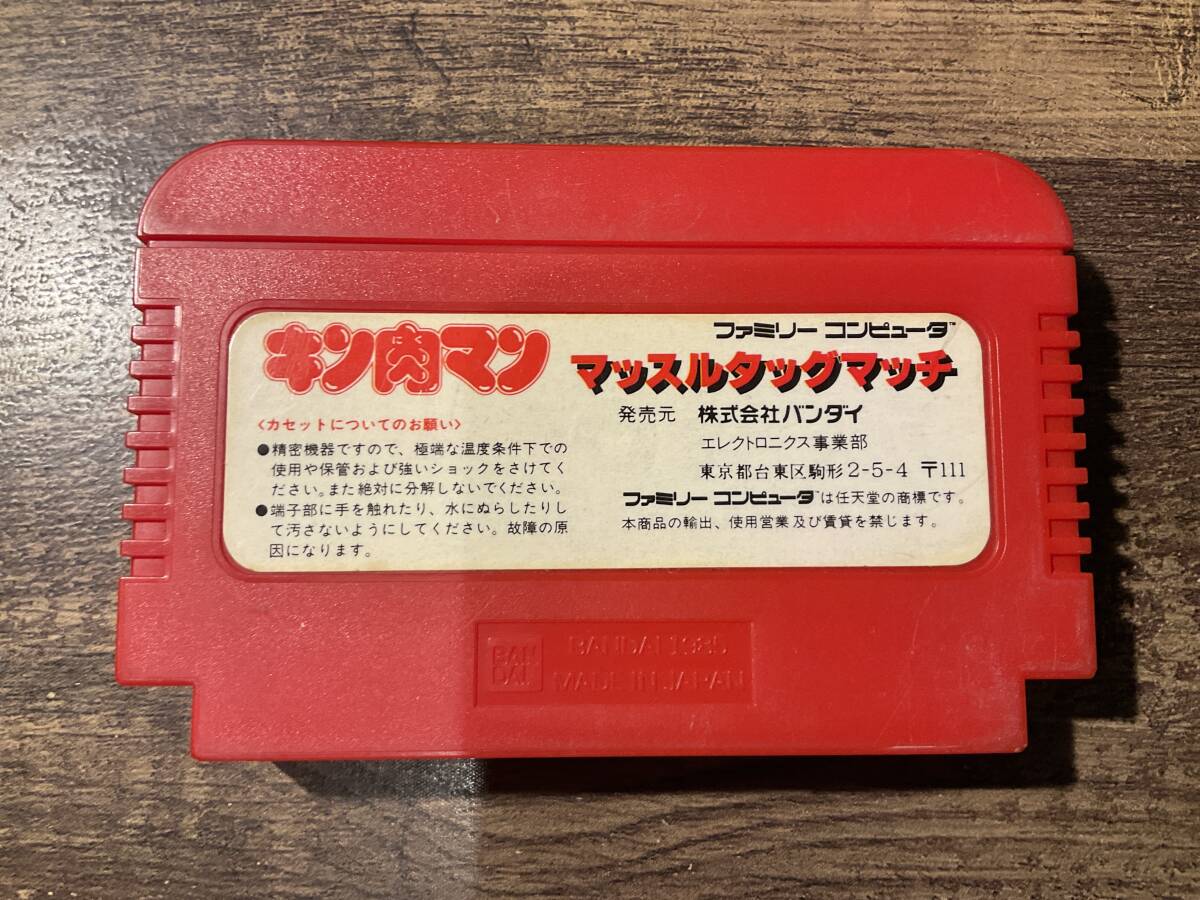 キン肉マン
<カセットについてのお願い>
●精密機器ですので、極端な温度条件下での
使用や保管および強いショックをさけてく
ださい。また絶対に分解しないでください。
●端子部に手を触れたり、水にぬらしたりし
て汚さないようにしてください。故障の原
因になります。
ファミリー コンピュータ™
マッスルタッグマッチ
発売元 株式会社バンダイ
エレクトロニクス事業部
東京都台東区駒形2-5-4 〒111
ファミリー コンピュータ™は任天堂の商標です。
本商品の輸出、使用営業及び賃貸を禁じます。
BAN
DAI
BANDAI 1985
MADE IN JAPAN